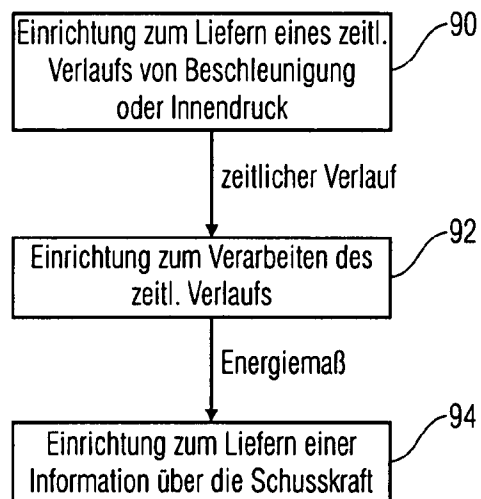 Einrichtung zum Liefern eines zeitl.
Verlaufs von Beschleunigung
oder Innendruck
90
zeitlicher Verlauf
Einrichtung zum Verarbeiten des
zeitl. Verlaufs
92
Energiemaß
Einrichtung zum Liefern einer
Information über die Schusskraft
94